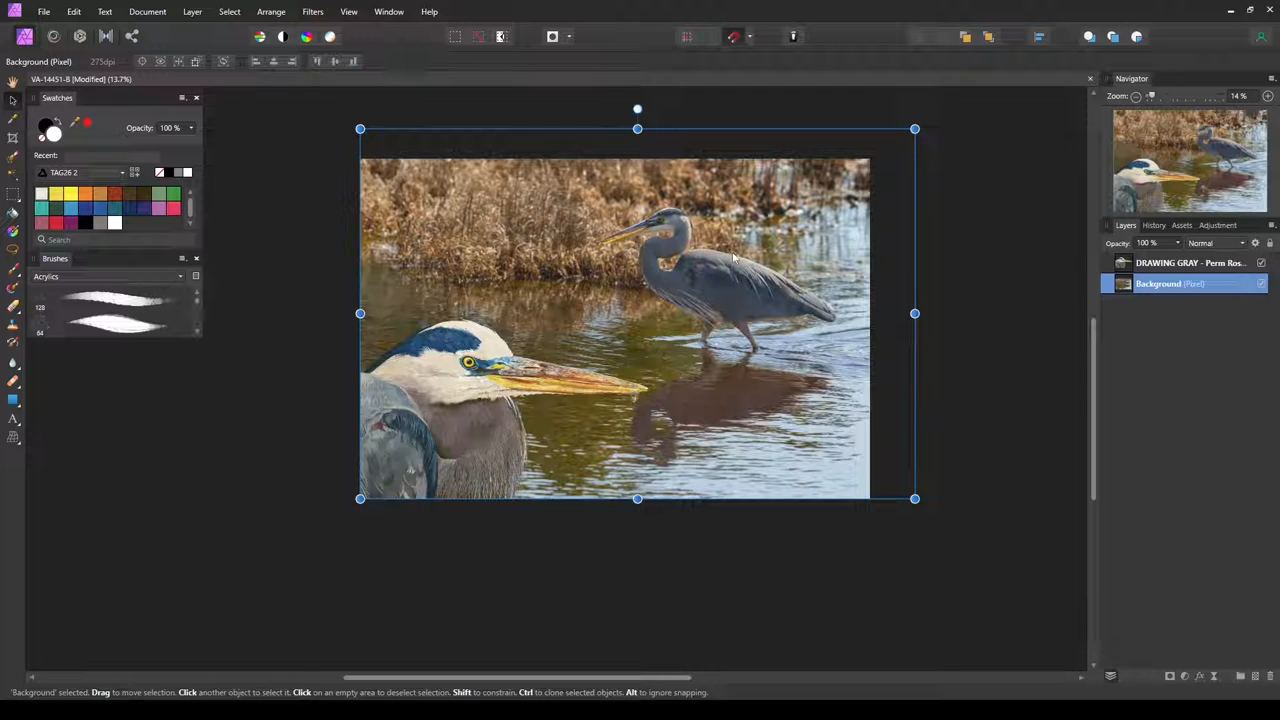 File Edit Text Document Layer Select Arrange Filters View Window Help
Background (Pixel) 275dpi
VA-14451-B [Modified] (13.7%)
Navigator
Zoom: 14 %
Swatches
Opacity: 100 %
Recent:
TAG26 2
Search
Brushes
Acrylics
128
64
Layers History Assets Adjustment
Opacity: 100 % Normal
DRAWING GRAY - Perm Ros...
Background (Pixel)
'Background' selected. Drag to move selection. Click another object to select it. Click on an empty area to deselect selection. Shift to constrain. Ctrl to clone selected objects. Alt to ignore snapping.